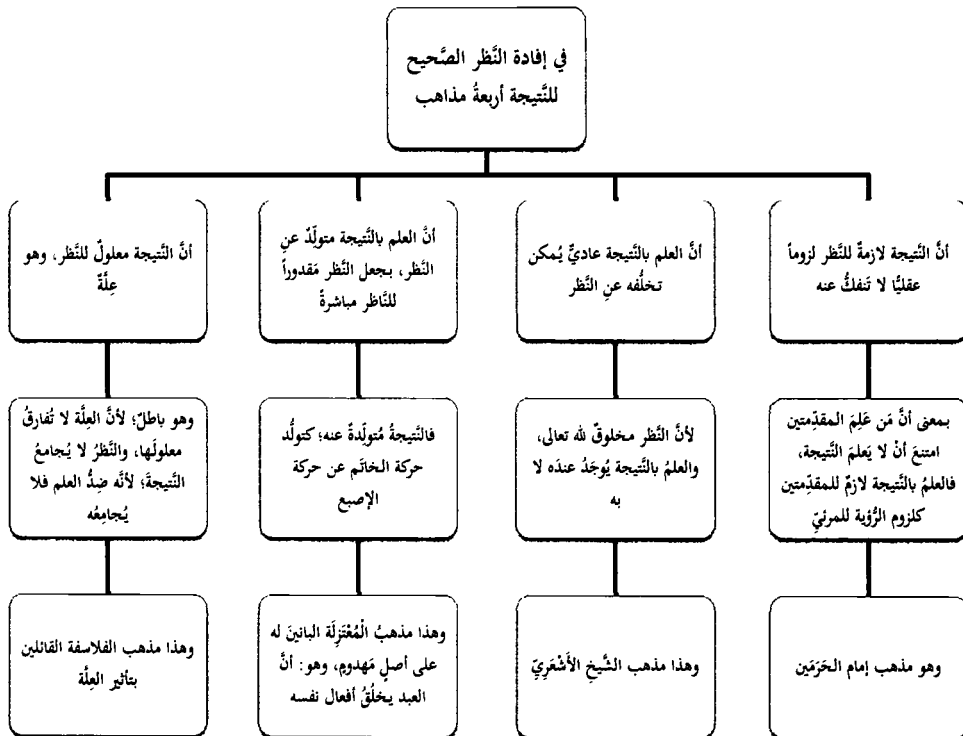 في إفادة النَّظر الصَّحيح
للنَّتيجة أربعةُ مذاهب
أنَّ النَّتيجة لازمةٌ للنَّظر لزوماً
عقليًّا لا تَنفكُّ عنه
بمعنى أنَّ مَن عَلِمَ المقدِّمتين
امتنعَ أنْ لا يَعلمَ النَّتيجة،
فالعلمُ بالنَّتيجة لازمٌ للمقدِّمتين
كلزوم الرُّؤية للمرئيِّ
وهو مذهب إمام الحَرَمَين
أنَّ العلم بالنَّتيجة عاديٌّ يُمكن
تخلُّفه عنِ النَّظر
لأنَّ النَّظر مخلوقٌ لله تعالى،
والعلمُ بالنَّتيجة يُوجَدُ عندَه لا
به
وهذا مذهب الشَّيخ الأَشْعَرِيِّ
أنَّ العلم بالنَّتيجة متولِّدٌ عنِ
النَّظر، بجعل النَّظر مَقدوراً
للنَّاظر مباشرةً
فالنَّتيجةُ مُتولِّدةٌ عنه؛ كتولُّد
حركة الخاتَم عن حركة
الإصبع
وهذا مذهبُ الْمُعْتَزِلَة البانينَ له
على أصلٍ مَهدومٍ، وهو: أنَّ
العبد يخلُقُ أفعال نفسه
أنَّ النَّتيجة معلولٌ للنَّظر، وهو
عِلَّةٌ
وهو باطلٌ؛ لأنَّ العِلَّة لا تُفارقُ
معلولَها، والنَّظرُ لا يُجامعُ
النَّتيجةَ؛ لأنَّه ضِدُّ العلم فلا
يُجامِعُه
وهذا مذهب الفلاسفة القائلين
بتأثير العِلَّة